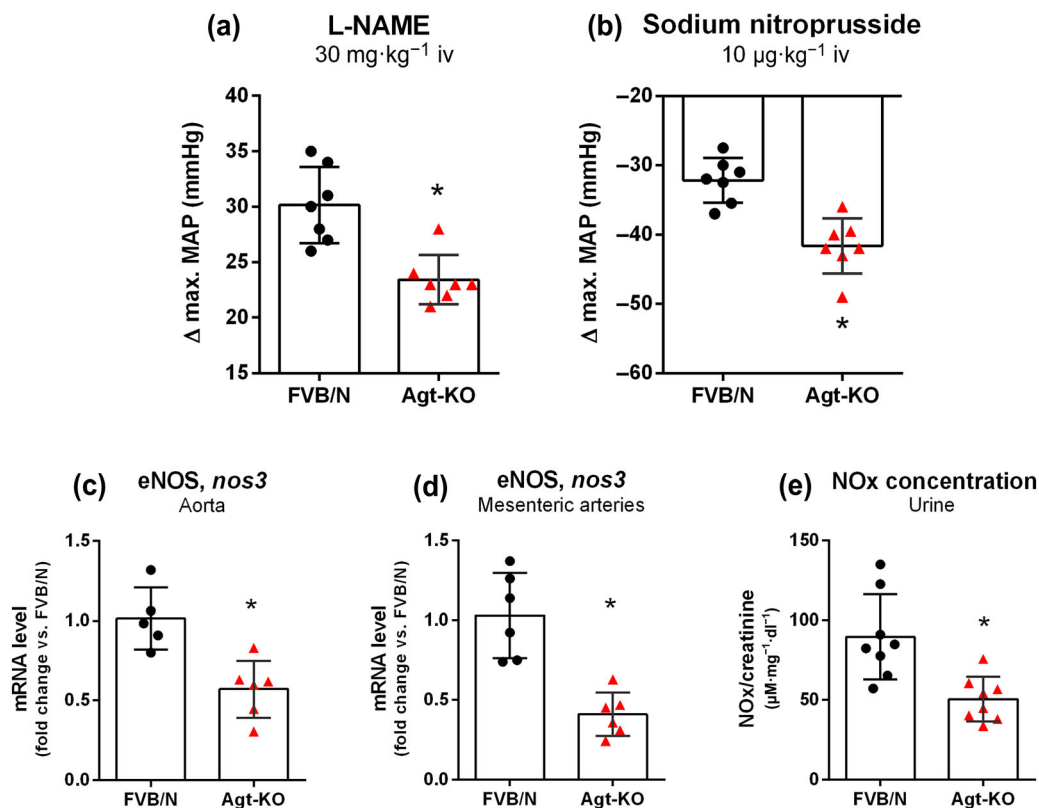 (a) L-NAME
30 mg·kg⁻¹ iv
Δ max. MAP (mmHg)
40
35
30
25
20
15
*
FVB/N Agt-KO
(b) Sodium nitroprusside
10 µg·kg⁻¹ iv
Δ max. MAP (mmHg)
–20
–30
–40
–50
–60
*
FVB/N Agt-KO
(c) eNOS, nos3
Aorta
mRNA level
(fold change vs. FVB/N)
1.5
1.0
0.5
0.0
*
FVB/N Agt-KO
(d) eNOS, nos3
Mesenteric arteries
mRNA level
(fold change vs. FVB/N)
1.5
1.0
0.5
0.0
*
FVB/N Agt-KO
(e) NOx concentration
Urine
NOx/creatinine
(µM·mg⁻¹·dl⁻¹)
150
100
50
0
*
FVB/N Agt-KO